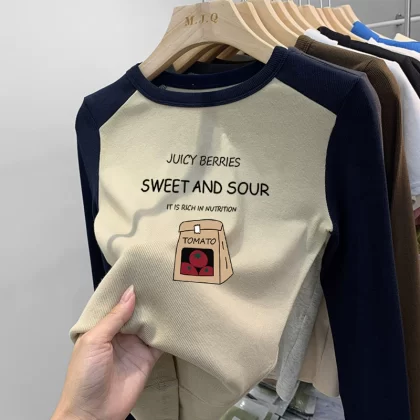 M.J.Q
JUICY BERRIES
SWEET AND SOUR
IT IS RICH IN NUTRITION
TOMATO